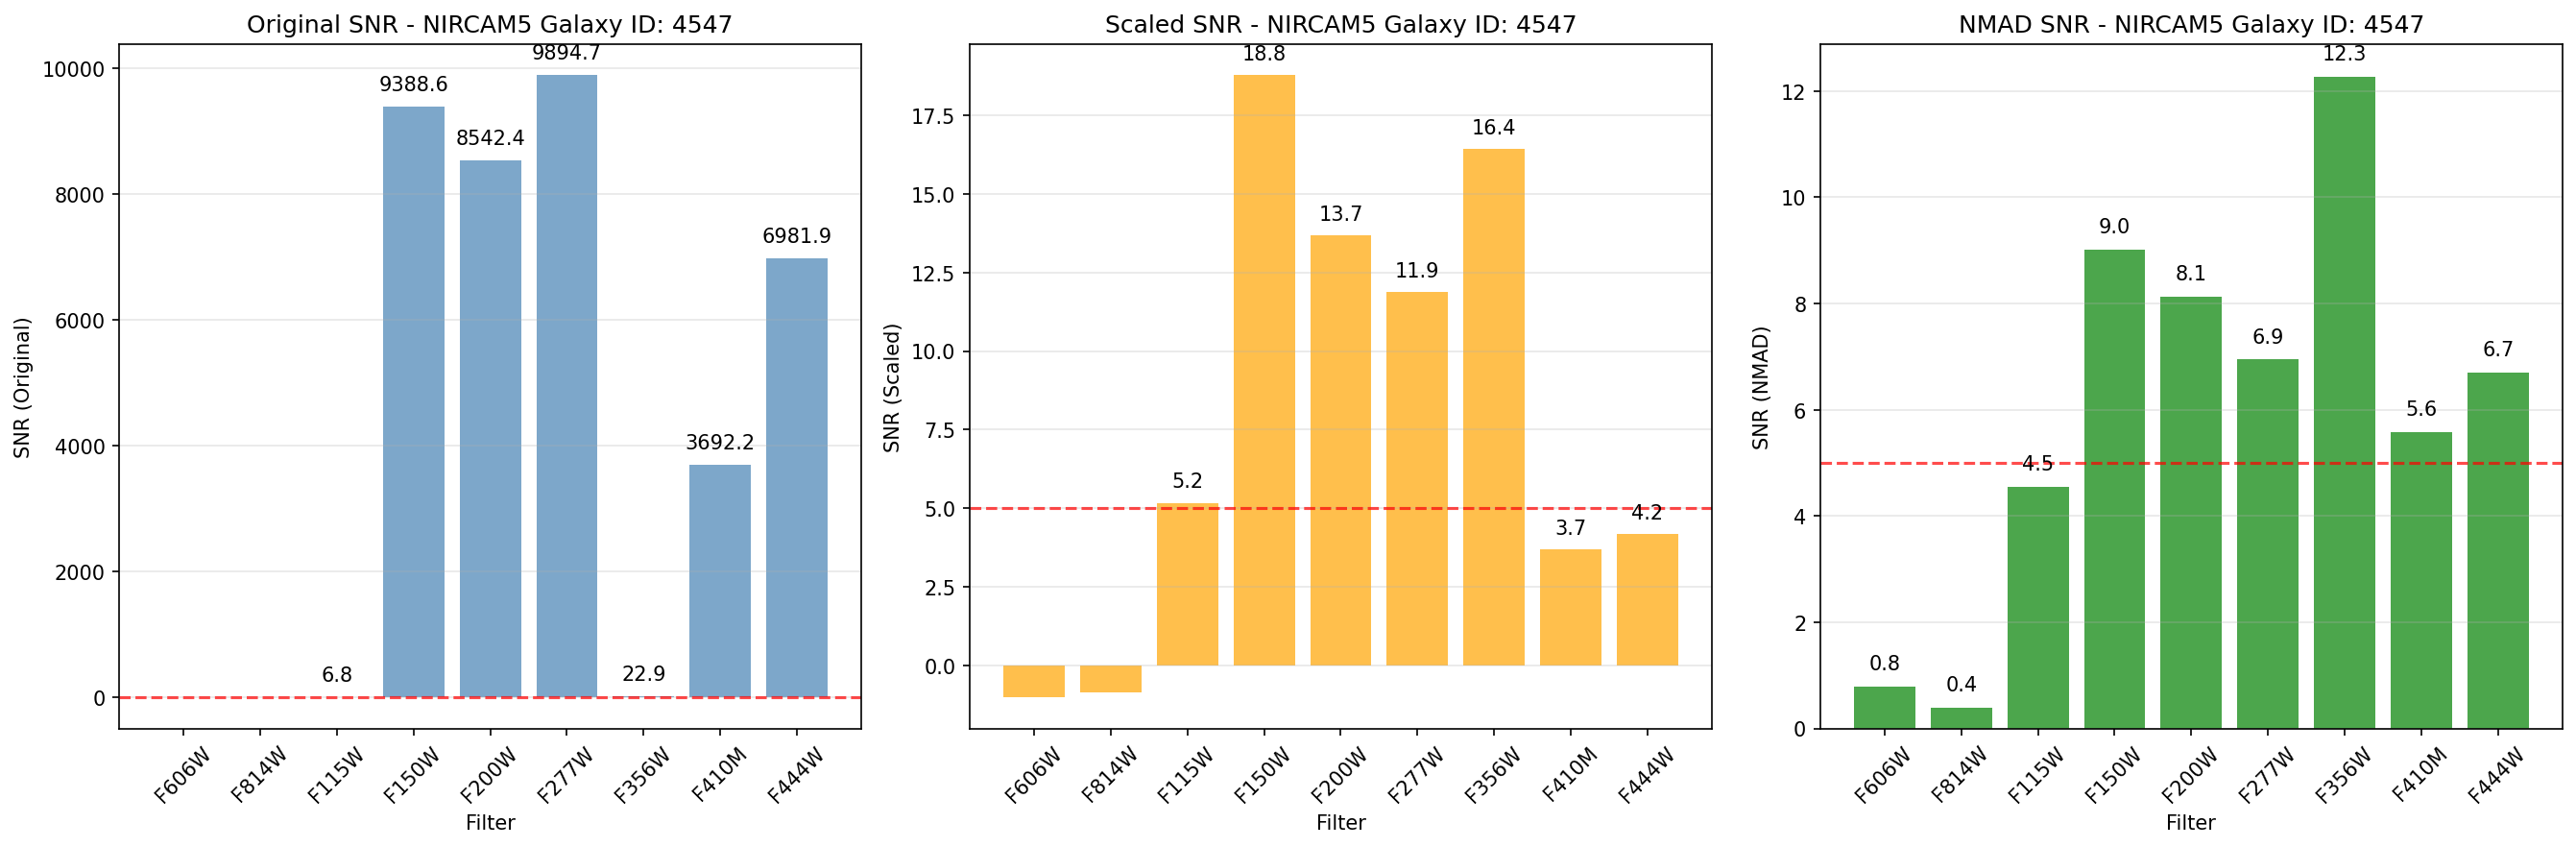 Original SNR - NIRCAM5 Galaxy ID: 4547
SNR (Original)
10000
8000
6000
4000
2000
0
6.8
9388.6
8542.4
9894.7
22.9
3692.2
6981.9
F606W
F814W
F115W
F150W
F200W
F277W
F356W
F410M
F444W
Filter
Scaled SNR - NIRCAM5 Galaxy ID: 4547
SNR (Scaled)
17.5
15.0
12.5
10.0
7.5
5.0
2.5
0.0
5.2
18.8
13.7
11.9
16.4
3.7
4.2
F606W
F814W
F115W
F150W
F200W
F277W
F356W
F410M
F444W
Filter
NMAD SNR - NIRCAM5 Galaxy ID: 4547
SNR (NMAD)
12
10
8
6
4
2
0
0.8
0.4
4.5
9.0
8.1
6.9
12.3
5.6
6.7
F606W
F814W
F115W
F150W
F200W
F277W
F356W
F410M
F444W
Filter